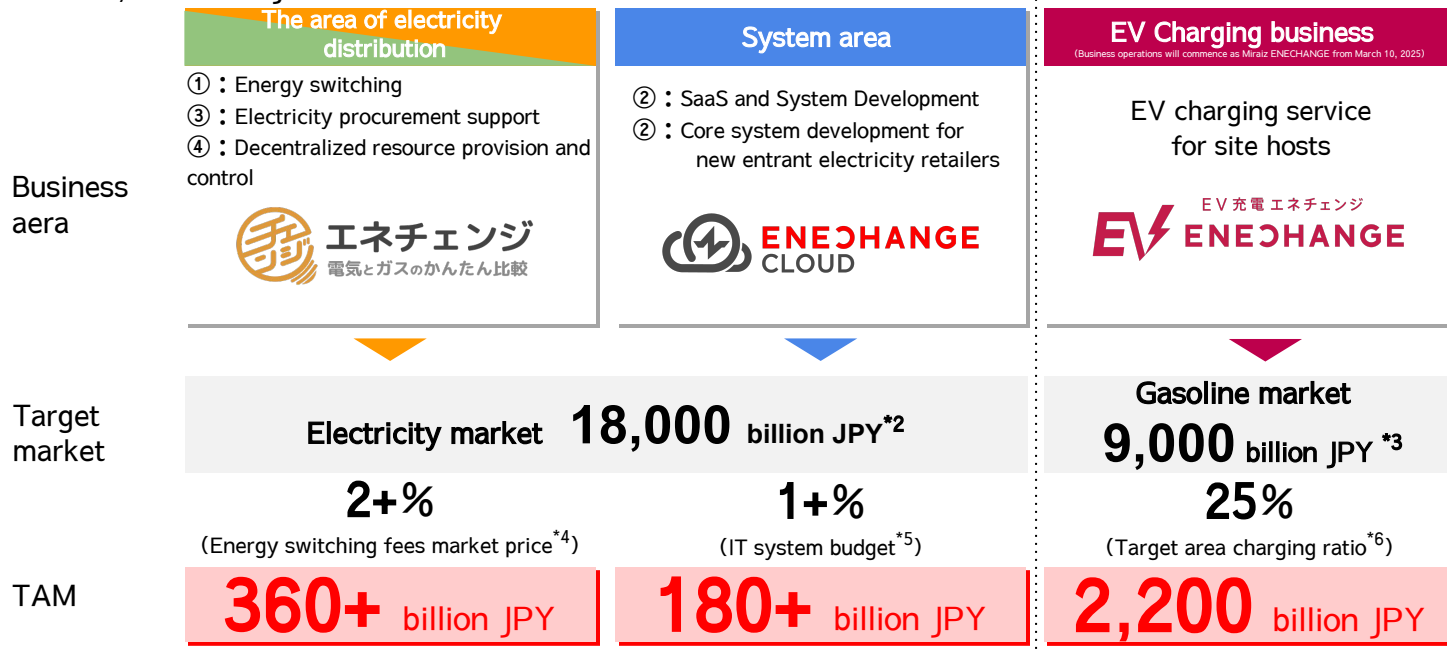 The area of electricity
distribution
①：Energy switching
③：Electricity procurement support
④：Decentralized resource provision and
control
エネチェンジ
電気とガスのかんたん比較
System area
②：SaaS and System Development
②：Core system development for
new entrant electricity retailers
ENECHANGE
CLOUD
EV Charging business
(Business operations will commence as Miraiz ENECHANGE from March 10, 2025)
EV charging service
for site hosts
EV
EV充電 エネチェンジ
ENECHANGE
Business
aera
Target
market
Electricity market 18,000 billion JPY*2
Gasoline market
9,000 billion JPY *3
2+%
(Energy switching fees market price*4)
1+%
(IT system budget*5)
25%
(Target area charging ratio*6)
TAM
360+ billion JPY
180+ billion JPY
2,200 billion JPY